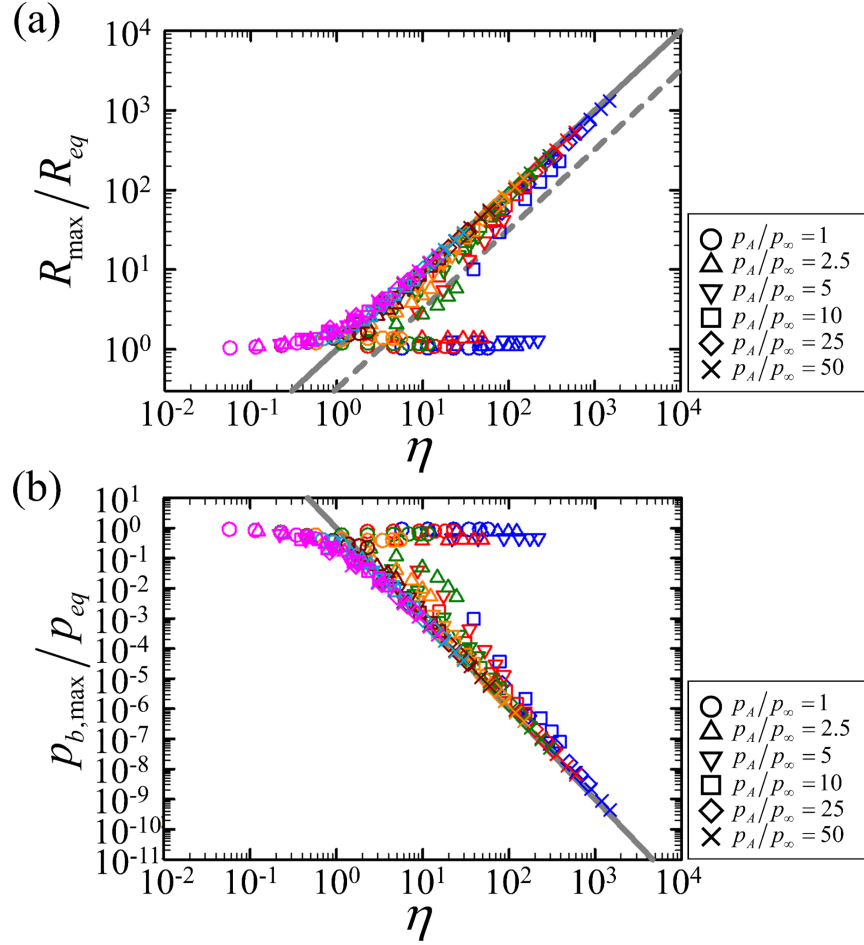 (a)
10^4
10^3
10^2
10^1
10^0
R_max/R_eq
10^-2 10^-1 10^0 10^1 10^2 10^3 10^4
η
p_A/p_∞ = 1
p_A/p_∞ = 2.5
p_A/p_∞ = 5
p_A/p_∞ = 10
p_A/p_∞ = 25
p_A/p_∞ = 50
(b)
10^1
10^0
10^-1
10^-2
10^-3
10^-4
10^-5
10^-6
10^-7
10^-8
10^-9
10^-10
10^-11
p_b,max/p_eq
10^-2 10^-1 10^0 10^1 10^2 10^3 10^4
η
p_A/p_∞ = 1
p_A/p_∞ = 2.5
p_A/p_∞ = 5
p_A/p_∞ = 10
p_A/p_∞ = 25
p_A/p_∞ = 50